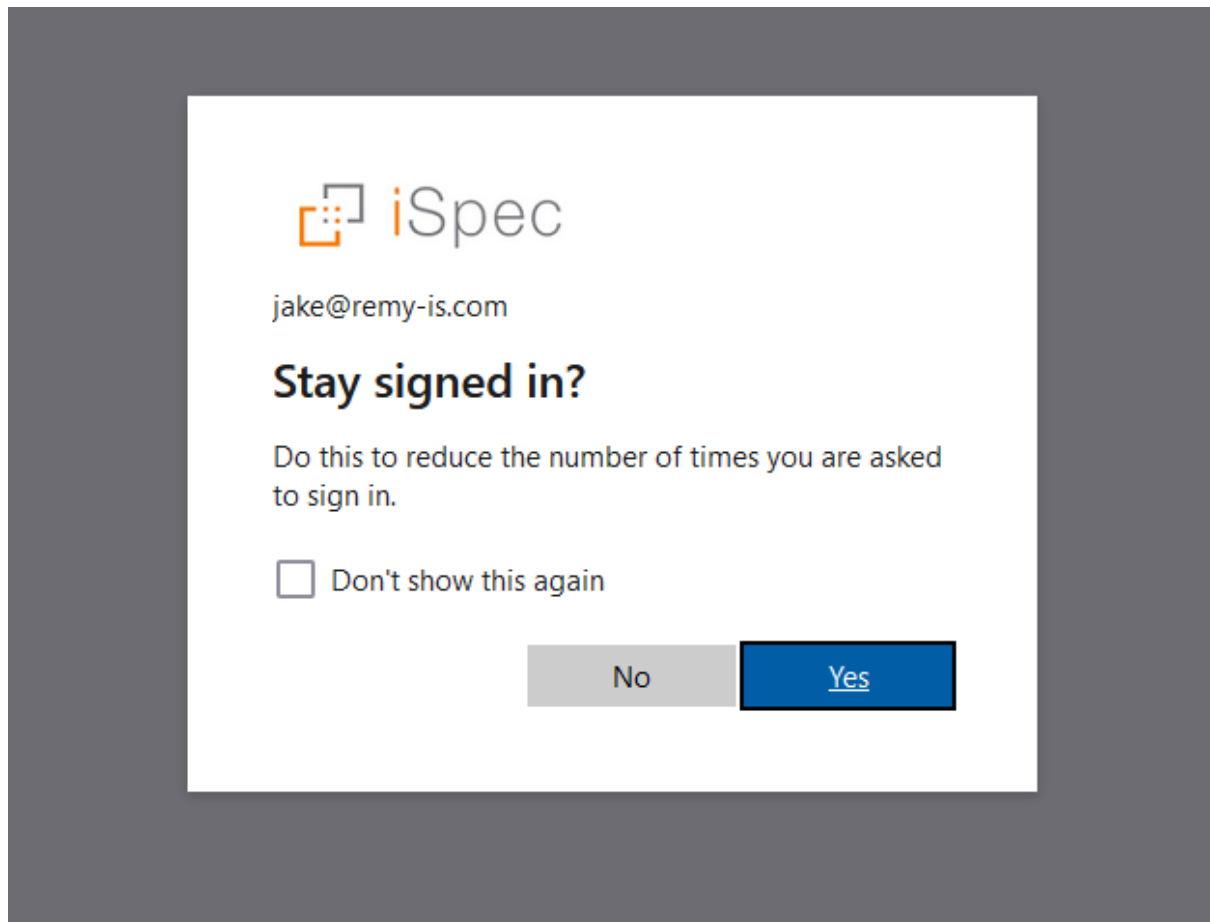 iSpec
jake@remy-is.com
Stay signed in?
Do this to reduce the number of times you are asked
to sign in.
Don't show this again
No
Yes